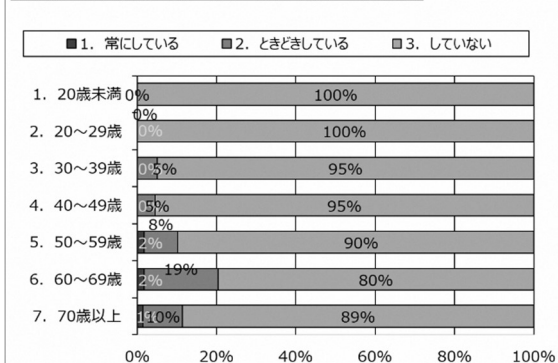 ■1．常にしている ■2．ときどきしている ■3．していない
1．20歳未満 0% 0% 100%
2．20～29歳 0% 100%
3．30～39歳 0% 5% 95%
4．40～49歳 0% 5% 95%
5．50～59歳 2% 8% 90%
6．60～69歳 2% 19% 80%
7．70歳以上 1% 10% 89%
0% 20% 40% 60% 80% 100%